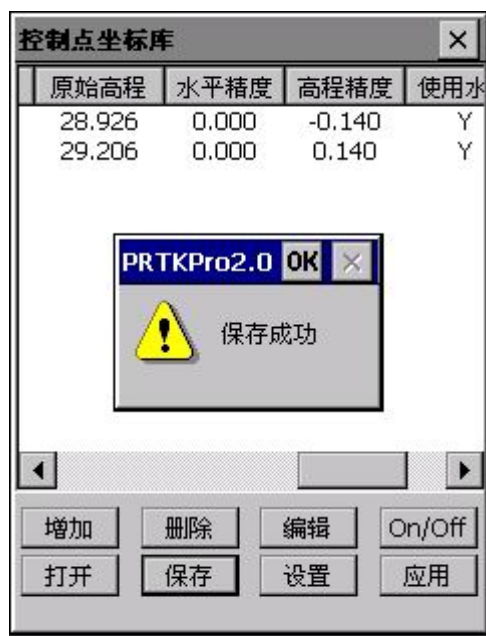 控制点坐标库
原始高程 水平精度 高程精度 使用水
28.926 0.000 -0.140 Y
29.206 0.000 0.140 Y
PRTKPro2.0 OK
保存成功
增加 删除 编辑 On/Off
打开 保存 设置 应用